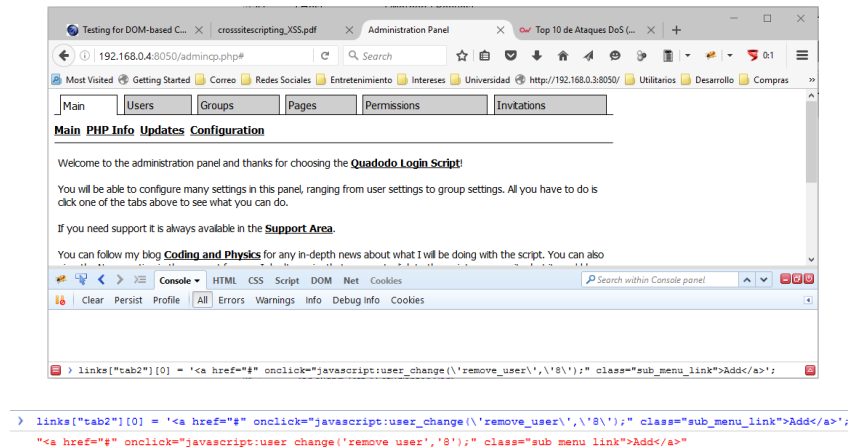 Testing for DOM-based C... crosssitescripting_XSS.pdf Administration Panel Top 10 de Ataques DoS (...
192.168.0.4:8050/admincp.php# Search 0:1
Most Visited Getting Started Correo Redes Sociales Entretenimiento Intereses Universidad http://192.168.0.3:8050/ Utilitarios Desarrollo Compras »
Main Users Groups Pages Permissions Invitations
Main PHP Info Updates Configuration
Welcome to the administration panel and thanks for choosing the Quadodo Login Script!
You will be able to configure many settings in this panel, ranging from user settings to group settings. All you have to do is
click one of the tabs above to see what you can do.
If you need support it is always available in the Support Area.
You can follow my blog Coding and Physics for any in-depth news about what I will be doing with the script. You can also
Console HTML CSS Script DOM Net Cookies Search within Console panel
Clear Persist Profile All Errors Warnings Info Debug Info Cookies
> links["tab2"][0] = '<a href="#" onclick="javascript:user_change(\'remove_user\',\'8\');" class="sub_menu_link">Add</a>';
> links["tab2"][0] = '<a href="#" onclick="javascript:user_change(\'remove_user\',\'8\');" class="sub_menu_link">Add</a>';
"<a href="#" onclick="javascript:user_change('remove_user','8');" class="sub_menu_link">Add</a>"